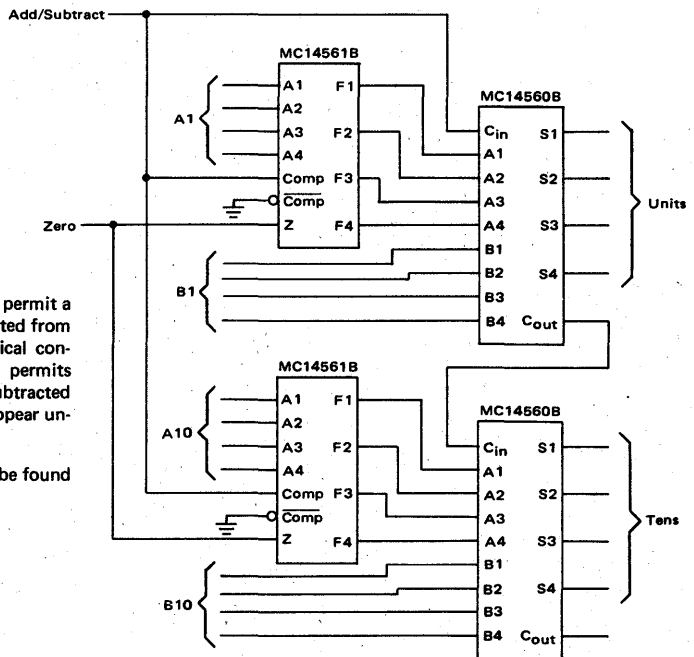 Add/Subtract
MC14561B
A1 F1
A2
A3 F2
A4
Comp F3
Comp
Z F4
A1
Zero
B1
MC14560B
Cin S1
A1
A2 S2
A3
A4 S3
B1
B2 S4
B3
B4 Cout
Units
permit a
ted from
ical con-
permits
ubtracted
ppear un-
be found
MC14561B
A1 F1
A2
A3 F2
A4
Comp F3
Comp
Z F4
A10
B10
MC14560B
Cin S1
A1
A2 S2
A3
A4 S3
B1
B2 S4
B3
B4 Cout
Tens